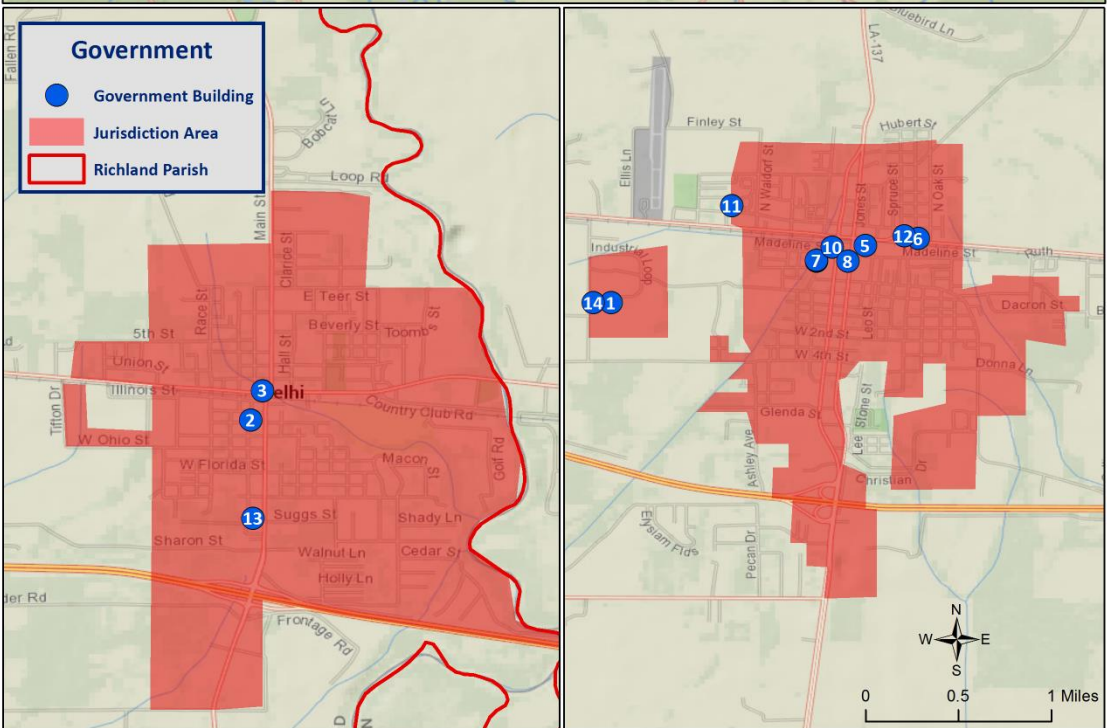 Government
Government Building
Jurisdiction Area
Richland Parish
Fallen Rd
Bobcat Ln
Loop Rd
Main St
Clarice St
E Teer St
Race St
Beverly St
Toomb's St
5th St
Hall St
Union St
Illinois St
3
elhi
Tifton Dr
2
Country Club Rd
W Ohio St
W Florida St
Macon St
Golf Rd
13
Suggs St
Shady Ln
Sharon St
Walnut Ln
Cedar St
Holly Ln
der Rd
Frontage Rd
D
N
Bluebird Ln
LA-137
Finley St
Hubert St
Ellis Ln
N Waldorf St
Jones St
Spruce St
N Oak St
11
Industrial Loop
Madeline St
10
5
12
6
7
8
Madeline St
Ruth
14
1
Dacron St
B
Leo St
W 2nd St
W 4th St
Donna Ln
Glenda St
Lee Stone St
Ashley Ave
Christian Dr
Elysiam Flds
Pecan Dr
N
W
E
S
0
0.5
1 Miles